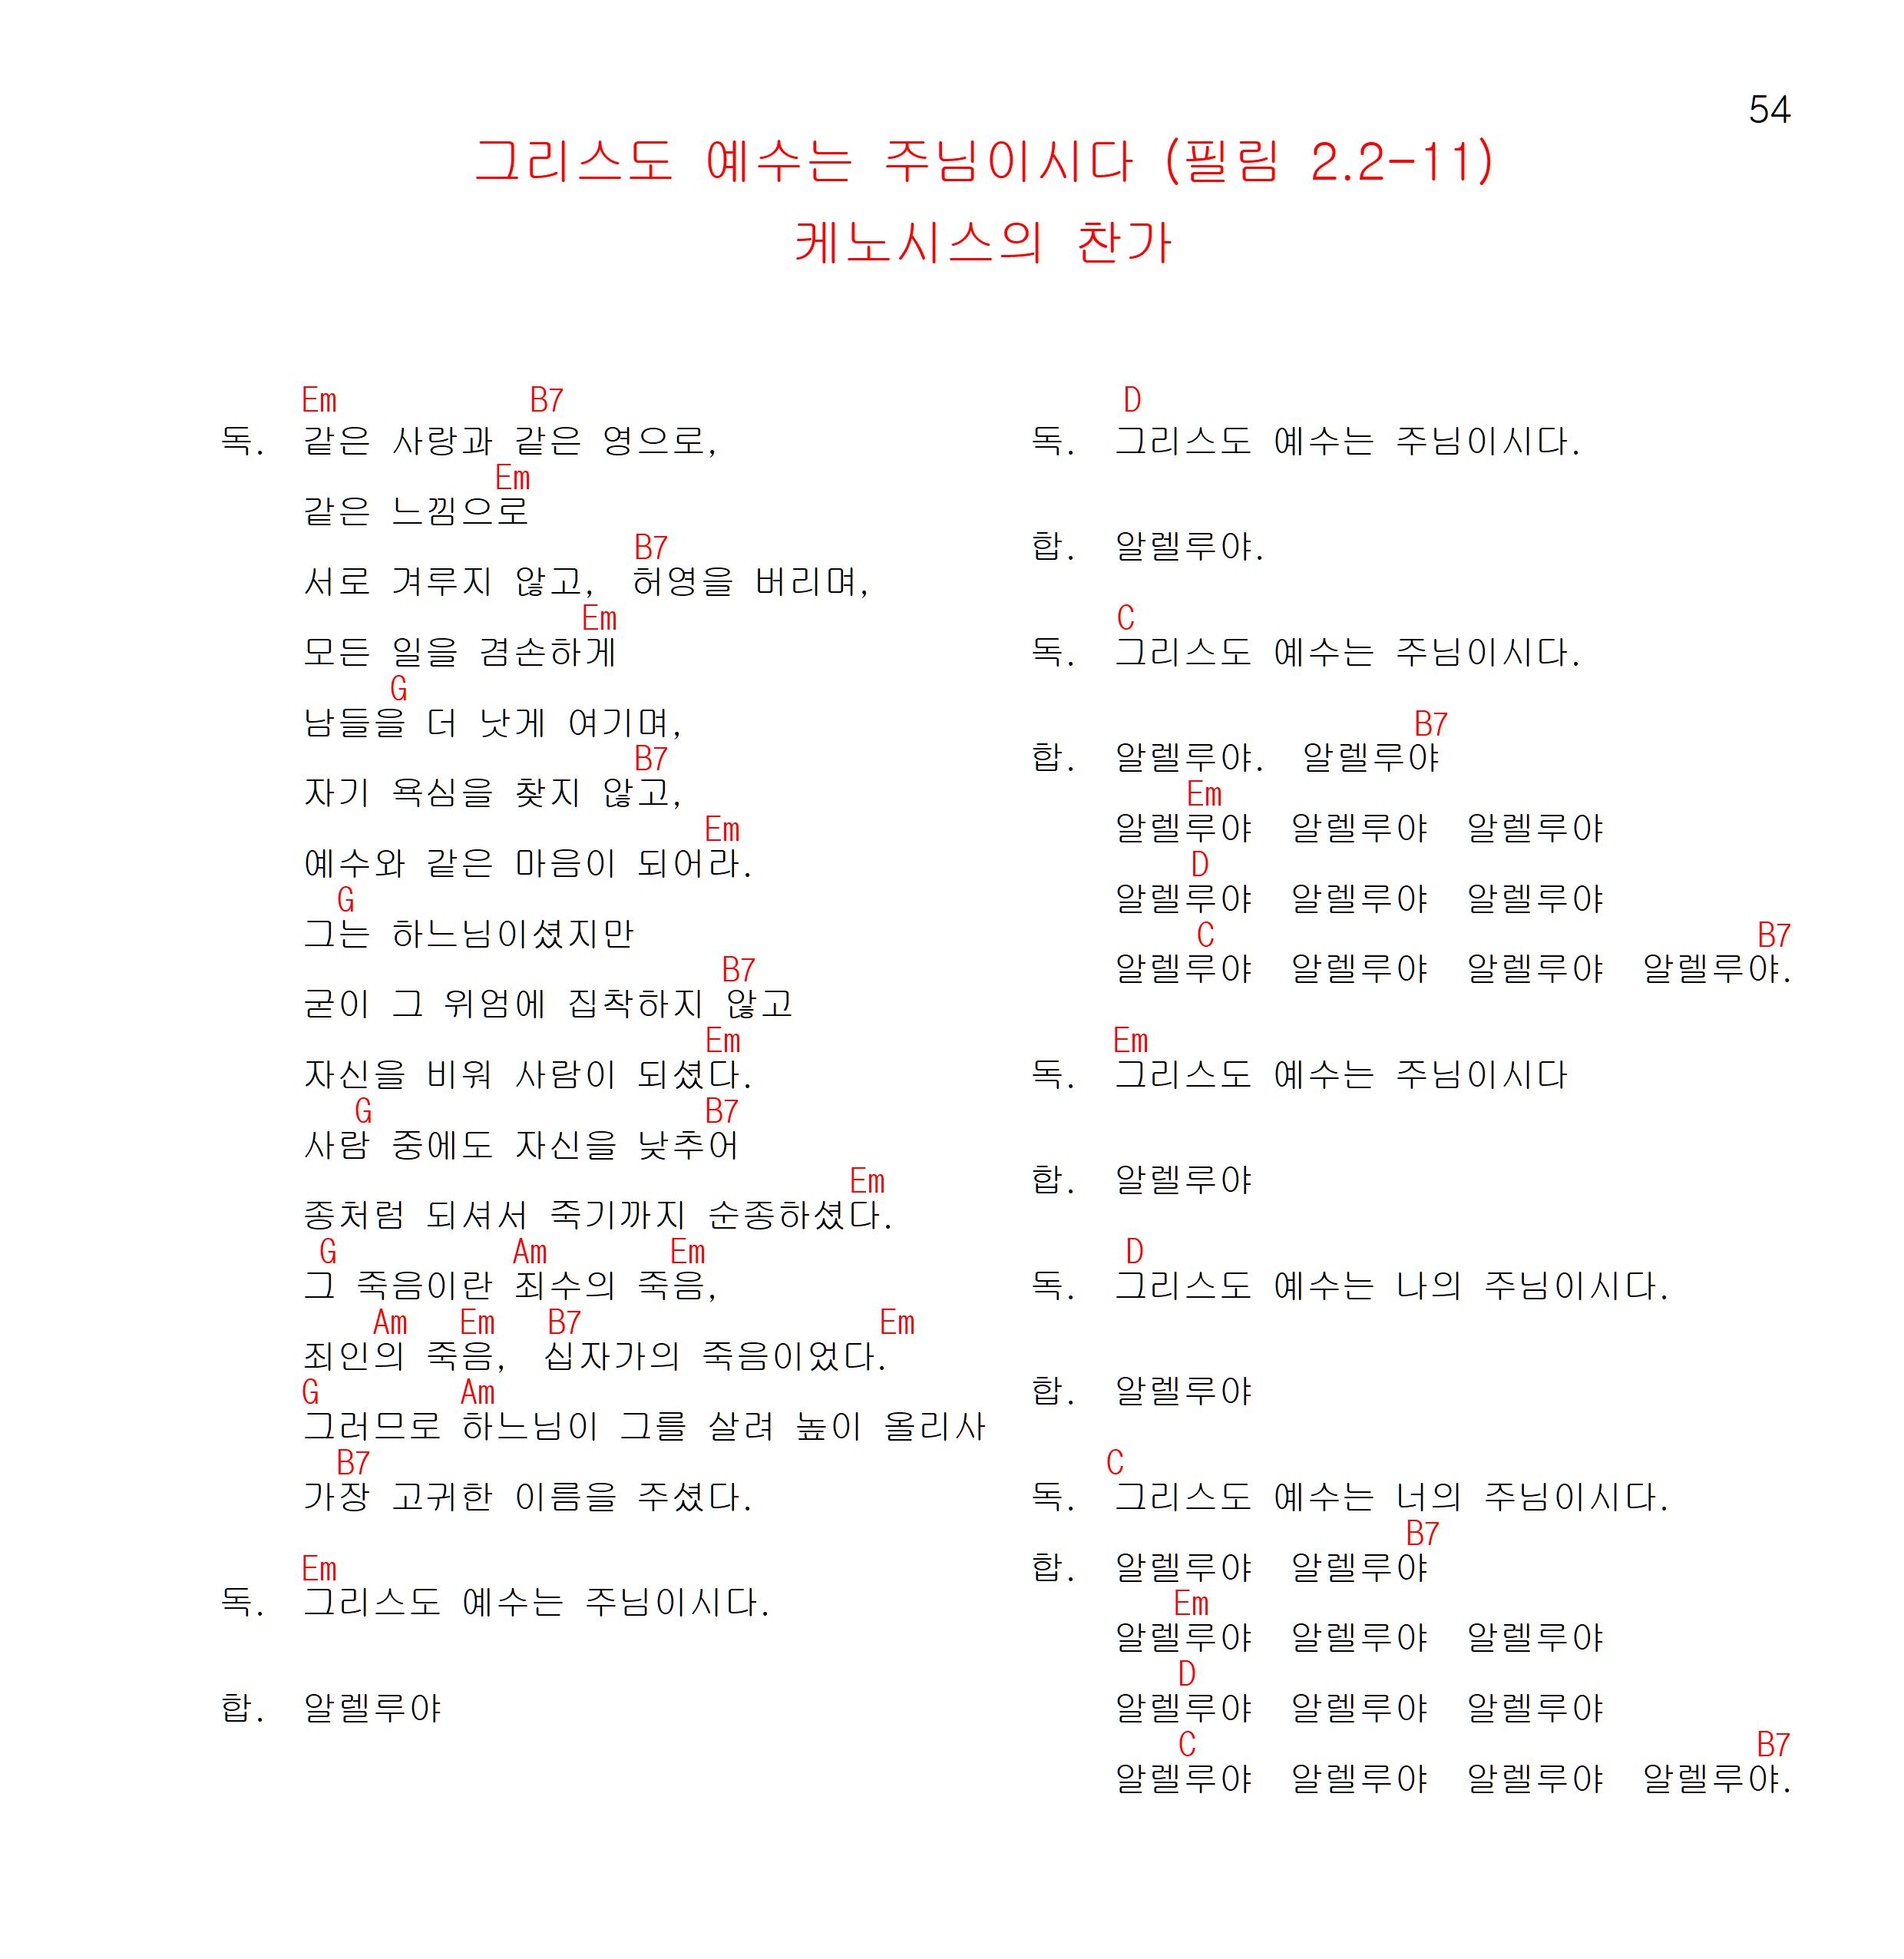 54
그리스도 예수는 주님이시다 (필립 2.2-11)
케노시스의 찬가
Em B7
독. 같은 사랑과 같은 영으로,
Em
같은 느낌으로
B7
서로 겨루지 않고, 허영을 버리며,
Em
모든 일을 겸손하게
G
남들을 더 낫게 여기며,
B7
자기 욕심을 찾지 않고,
Em
예수와 같은 마음이 되어라.
G
그는 하느님이셨지만
B7
굳이 그 위엄에 집착하지 않고
Em
자신을 비워 사람이 되셨다.
G B7
사람 중에도 자신을 낮추어
Em
종처럼 되셔서 죽기까지 순종하셨다.
G Am Em
그 죽음이란 죄수의 죽음,
Am Em B7 Em
죄인의 죽음, 십자가의 죽음이었다.
G Am
그러므로 하느님이 그를 살려 높이 올리사
B7
가장 고귀한 이름을 주셨다.
Em
독. 그리스도 예수는 주님이시다.
합. 알렐루야
D
독. 그리스도 예수는 주님이시다.
합. 알렐루야.
C
독. 그리스도 예수는 주님이시다.
B7
합. 알렐루야. 알렐루야
Em
알렐루야 알렐루야 알렐루야
D
알렐루야 알렐루야 알렐루야
C B7
알렐루야 알렐루야 알렐루야 알렐루야.
Em
독. 그리스도 예수는 주님이시다
합. 알렐루야
D
독. 그리스도 예수는 나의 주님이시다.
합. 알렐루야
C
독. 그리스도 예수는 너의 주님이시다.
B7
합. 알렐루야 알렐루야
Em
알렐루야 알렐루야 알렐루야
D
알렐루야 알렐루야 알렐루야
C B7
알렐루야 알렐루야 알렐루야 알렐루야.